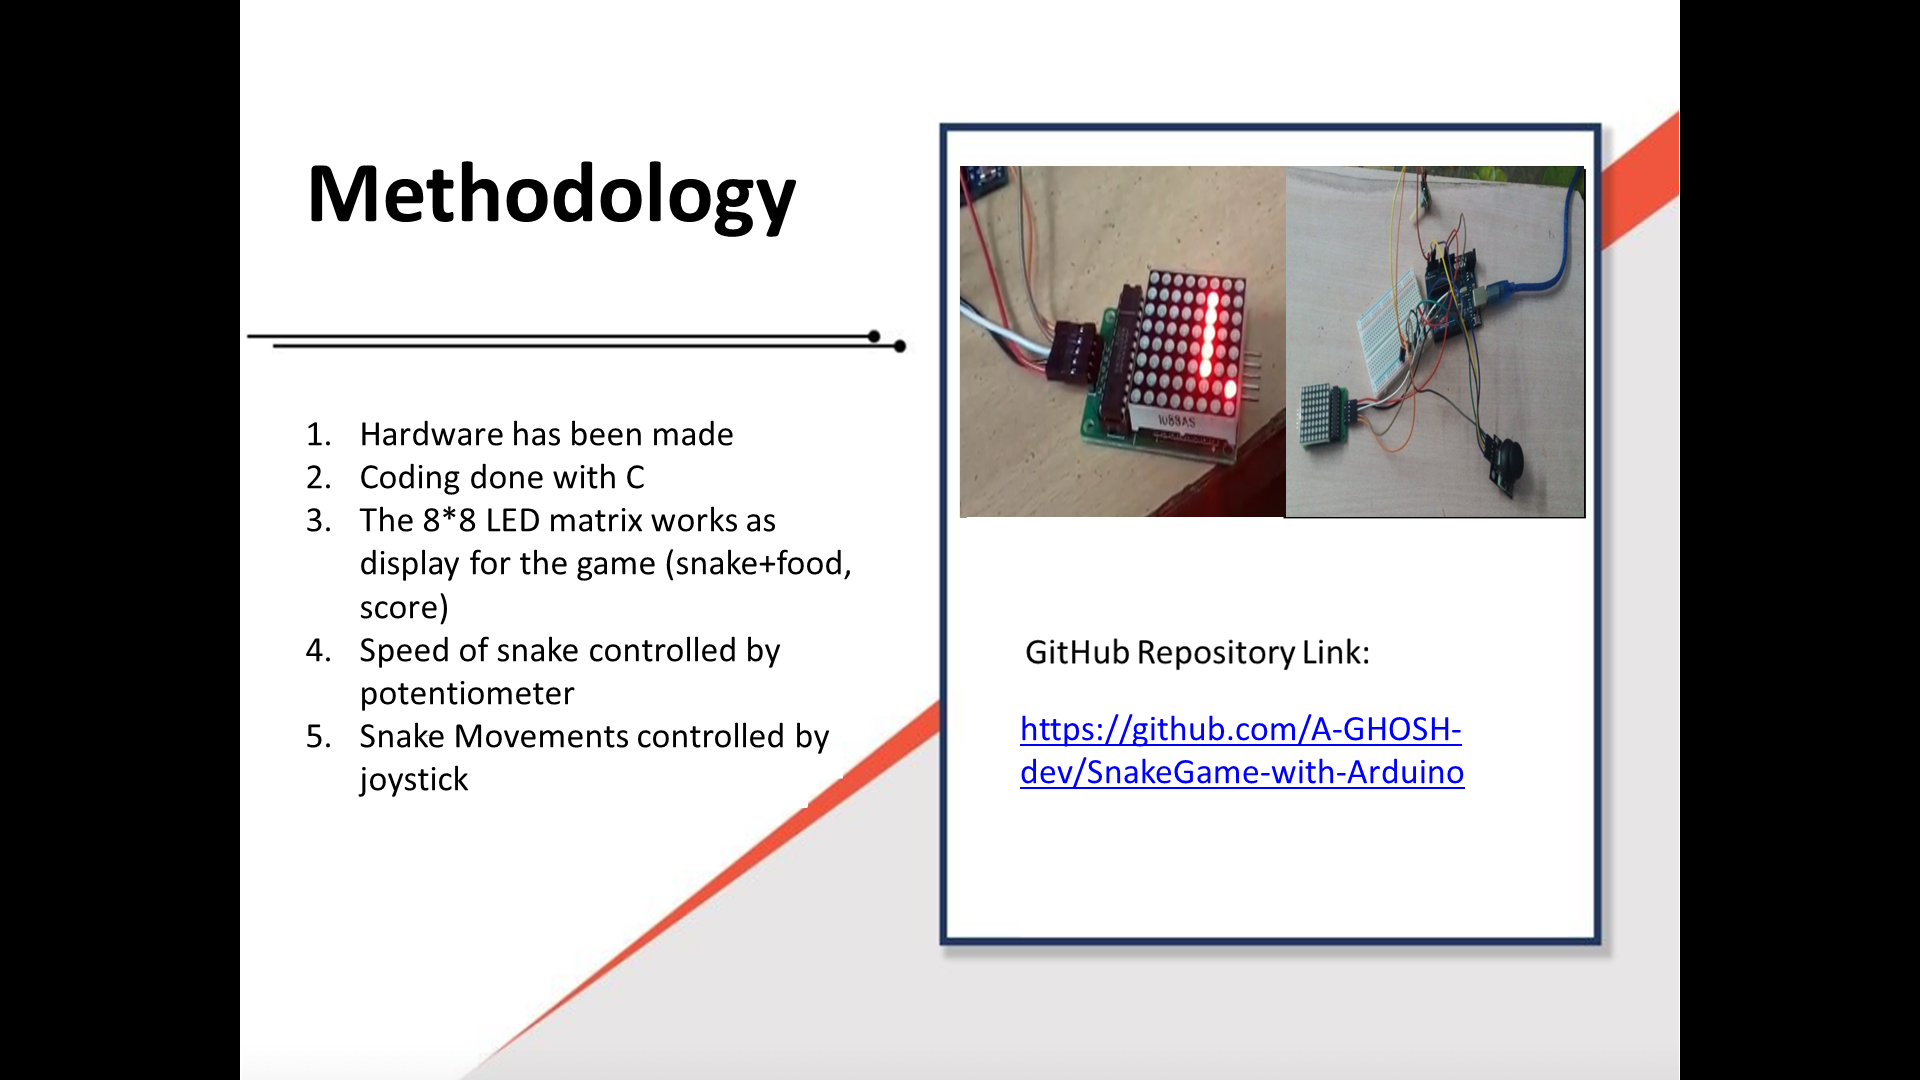 Methodology
1. Hardware has been made
2. Coding done with C
3. The 8*8 LED matrix works as
display for the game (snake+food,
score)
4. Speed of snake controlled by
potentiometer
5. Snake Movements controlled by
joystick
1088AS
GitHub Repository Link:
https://github.com/A-GHOSH-
dev/SnakeGame-with-Arduino